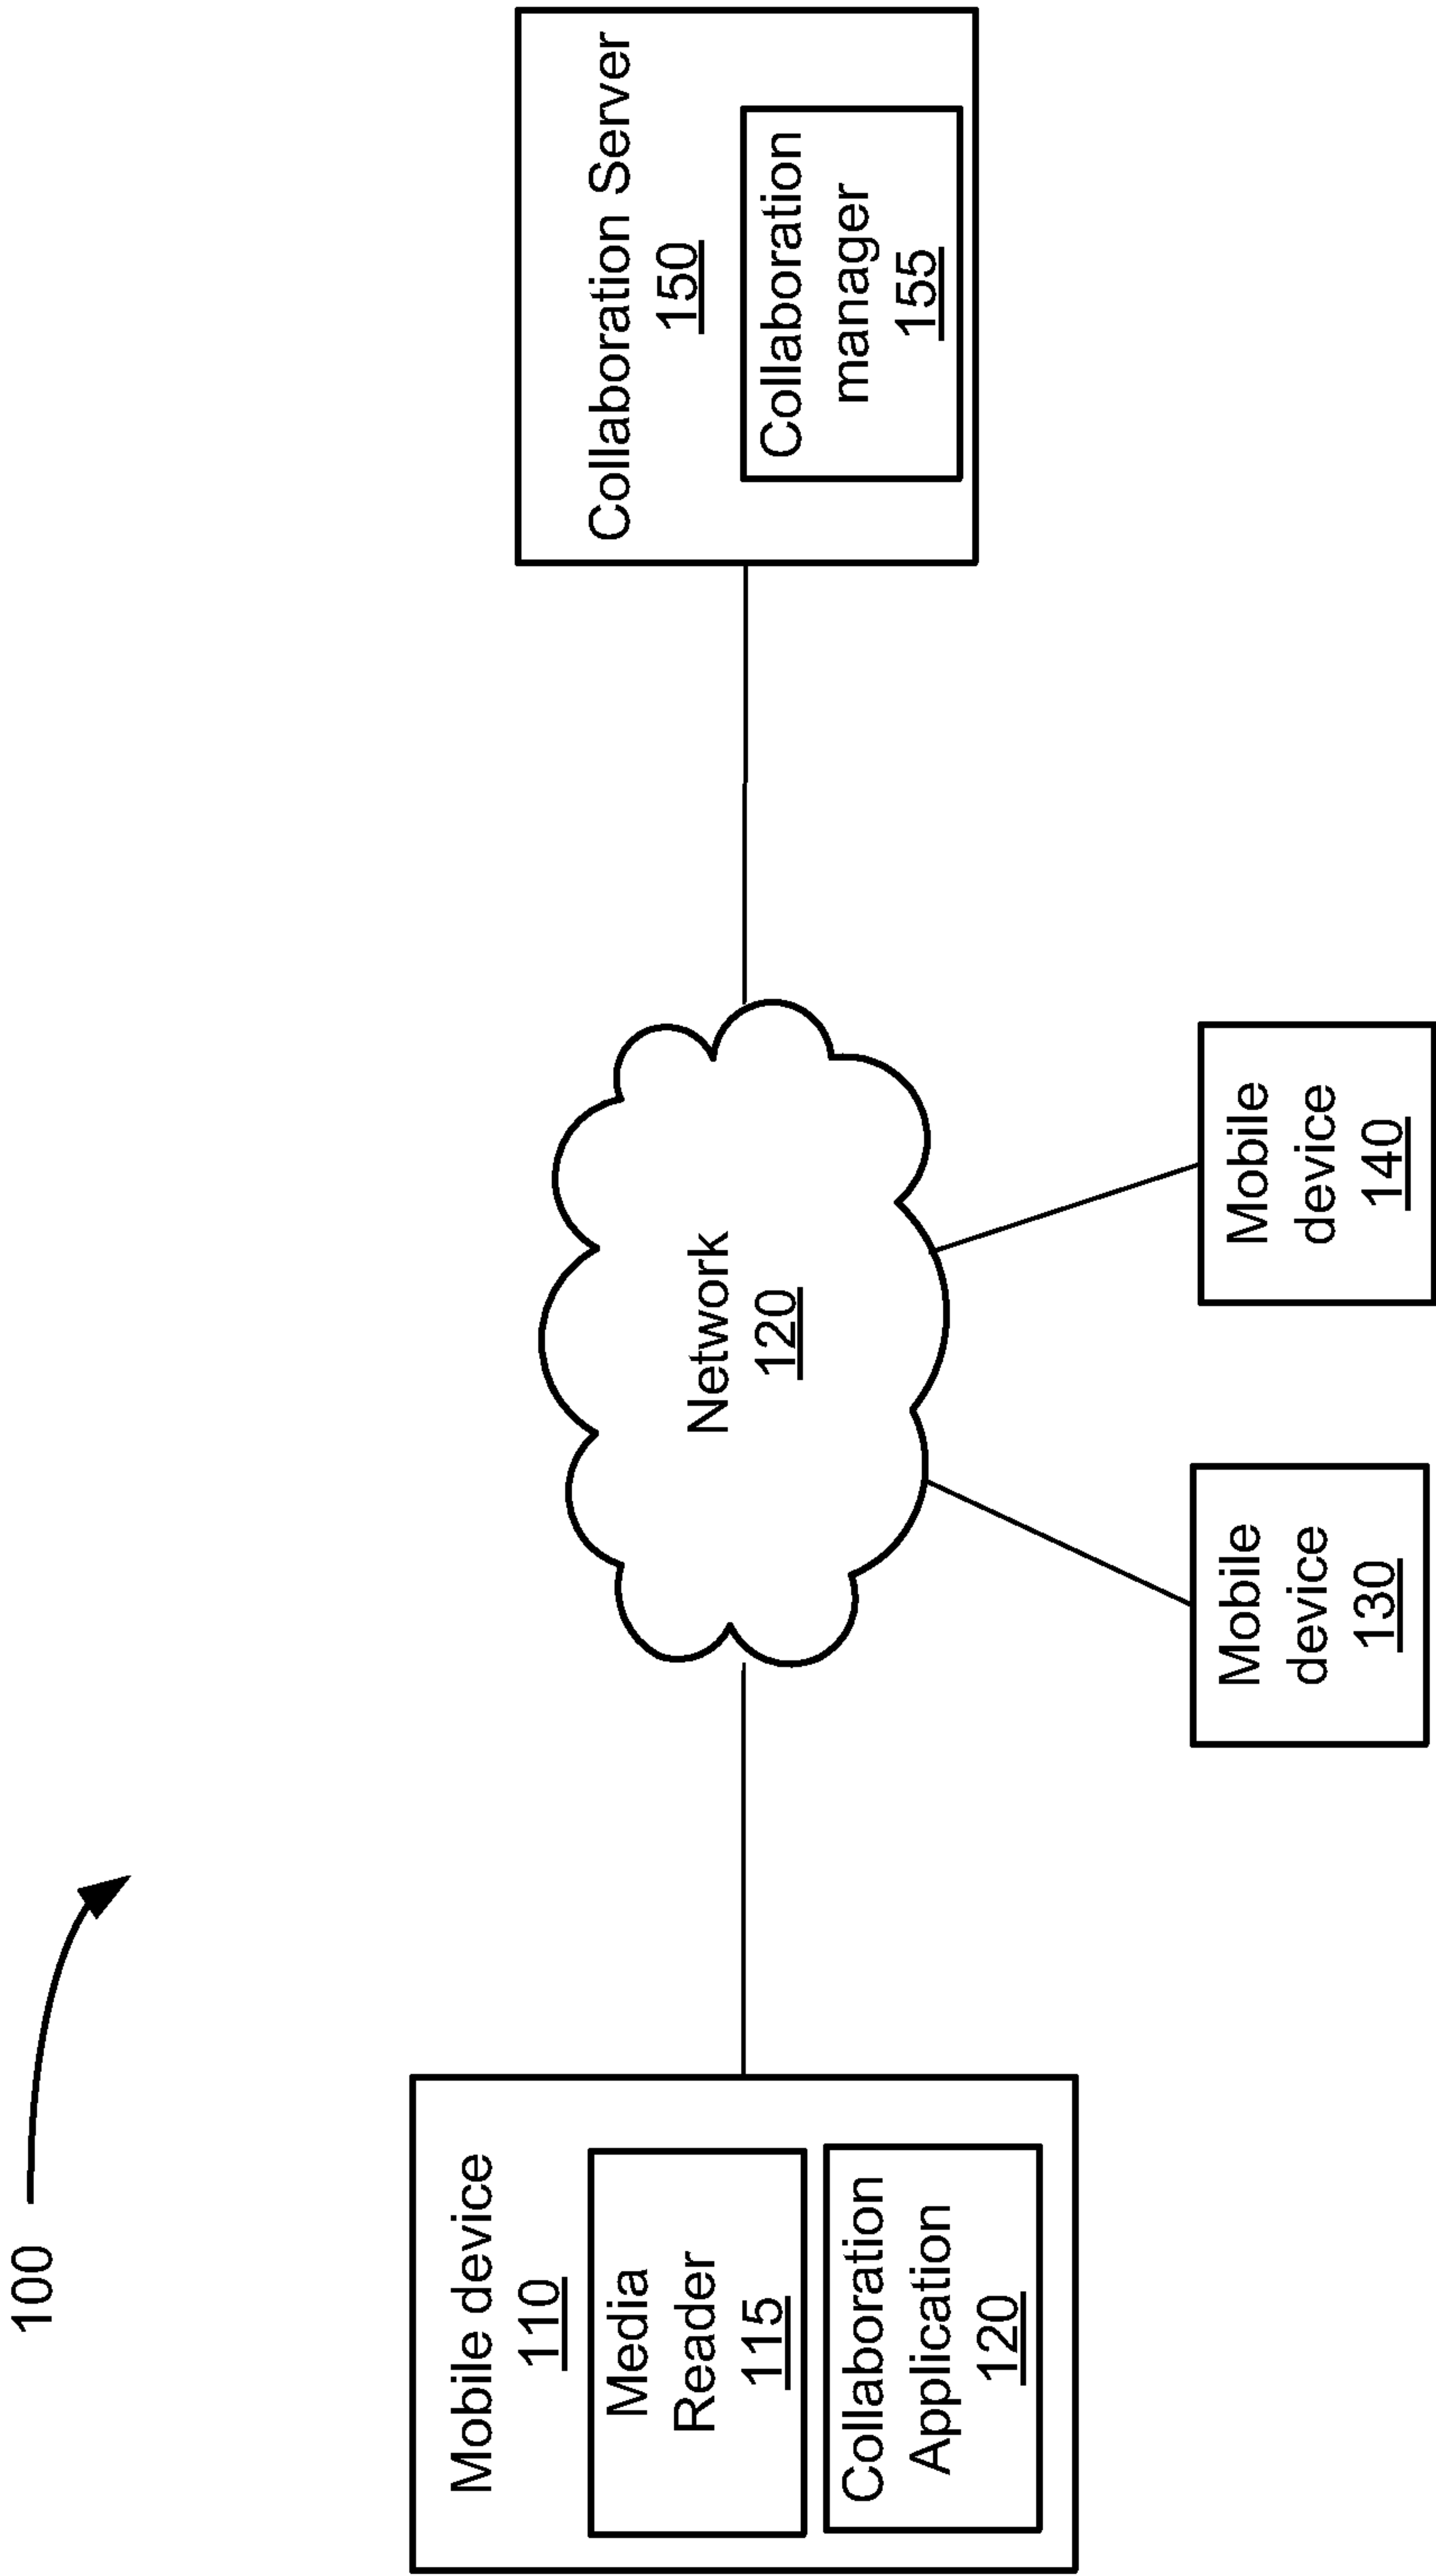 100
Mobile device
110
Media
Reader
115
Collaboration
Application
120
Network
120
Mobile
device
130
Mobile
device
140
Collaboration Server
150
Collaboration
manager
155